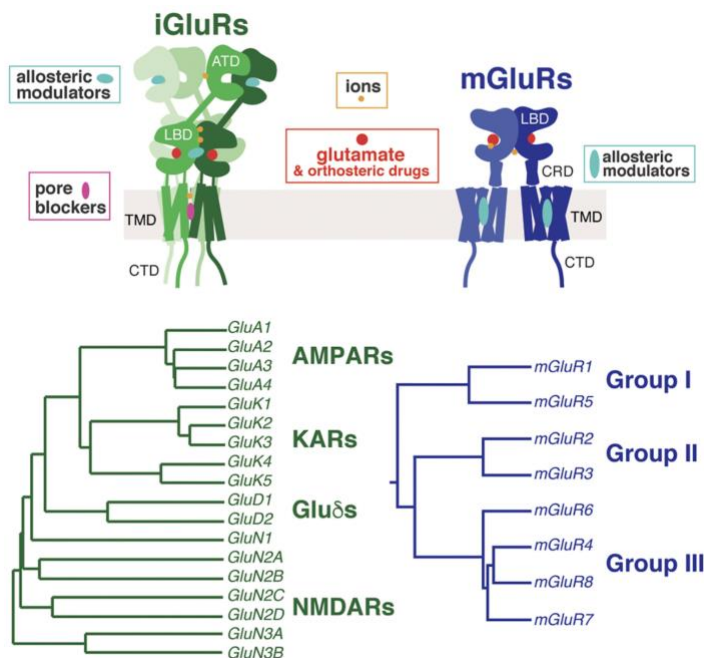 iGluRs
ATD
allosteric
modulators
ions
mGluRs
LBD
LBD
glutamate
& orthosteric drugs
CRD
allosteric
modulators
pore
blockers
TMD
TMD
CTD
CTD
GluA1
GluA2
GluA3
GluA4
AMPARs
GluK1
GluK2
GluK3
GluK4
GluK5
KARs
GluD1
GluD2
Gluδs
GluN1
GluN2A
GluN2B
GluN2C
GluN2D
GluN3A
GluN3B
NMDARs
mGluR1
mGluR5
Group I
mGluR2
mGluR3
Group II
mGluR6
mGluR4
mGluR8
mGluR7
Group III